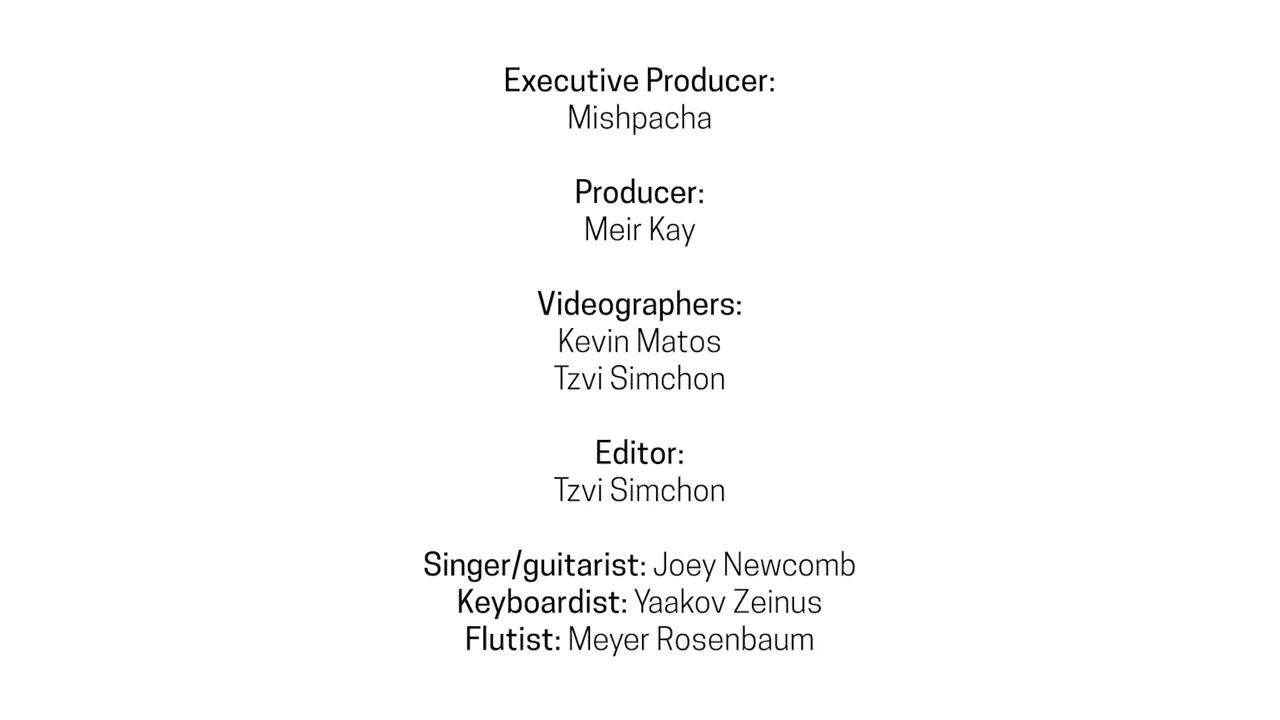 Executive Producer:
Mishpacha
Producer:
Meir Kay
Videographers:
Kevin Matos
Tzvi Simchon
Editor:
Tzvi Simchon
Singer/guitarist: Joey Newcomb
Keyboardist: Yaakov Zeinus
Flutist: Meyer Rosenbaum